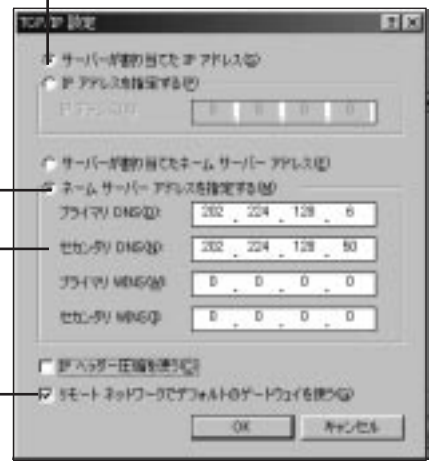 TCP/IP 設定
サーバーが割り当てた IP アドレス(S)
IP アドレスを指定する(P)
0 . 0 . 0 . 0
サーバーが割り当てたネーム サーバー アドレス(E)
ネーム サーバー アドレスを指定する(M)
プライマリ DNS(D): 202 . 224 . 128 . 6
セカンダリ DNS(N): 202 . 224 . 128 . 50
プライマリ WINS(W): 0 . 0 . 0 . 0
セカンダリ WINS(I): 0 . 0 . 0 . 0
IP ヘッダー圧縮を使う(C)
リモート ネットワークでデフォルトのゲートウェイを使う(G)
OK キャンセル